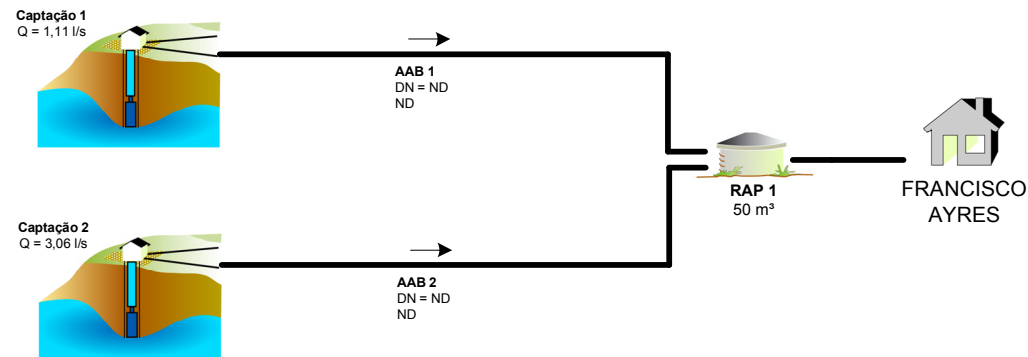 Captação 1
Q = 1,11 l/s
AAB 1
DN = ND
ND
RAP 1
50 m³
FRANCISCO
AYRES
Captação 2
Q = 3,06 l/s
AAB 2
DN = ND
ND